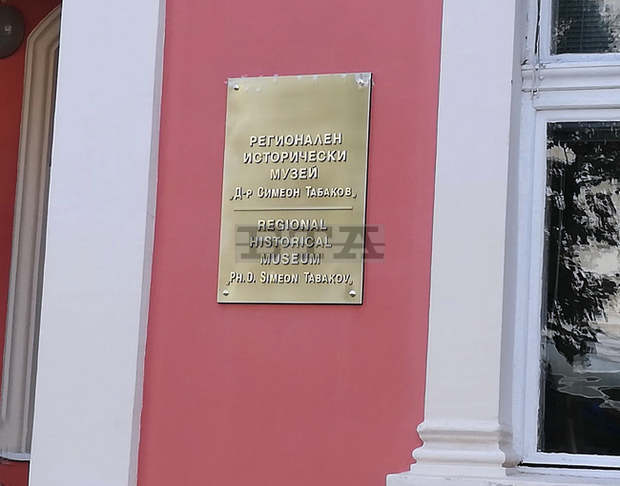 РЕГИОНАЛЕН
ИСТОРИЧЕСКИ
МУЗЕЙ
„Д-р Симеон Табаков“
REGIONAL
HISTORICAL
MUSEUM
„Ph.D. Simeon Tabakov“